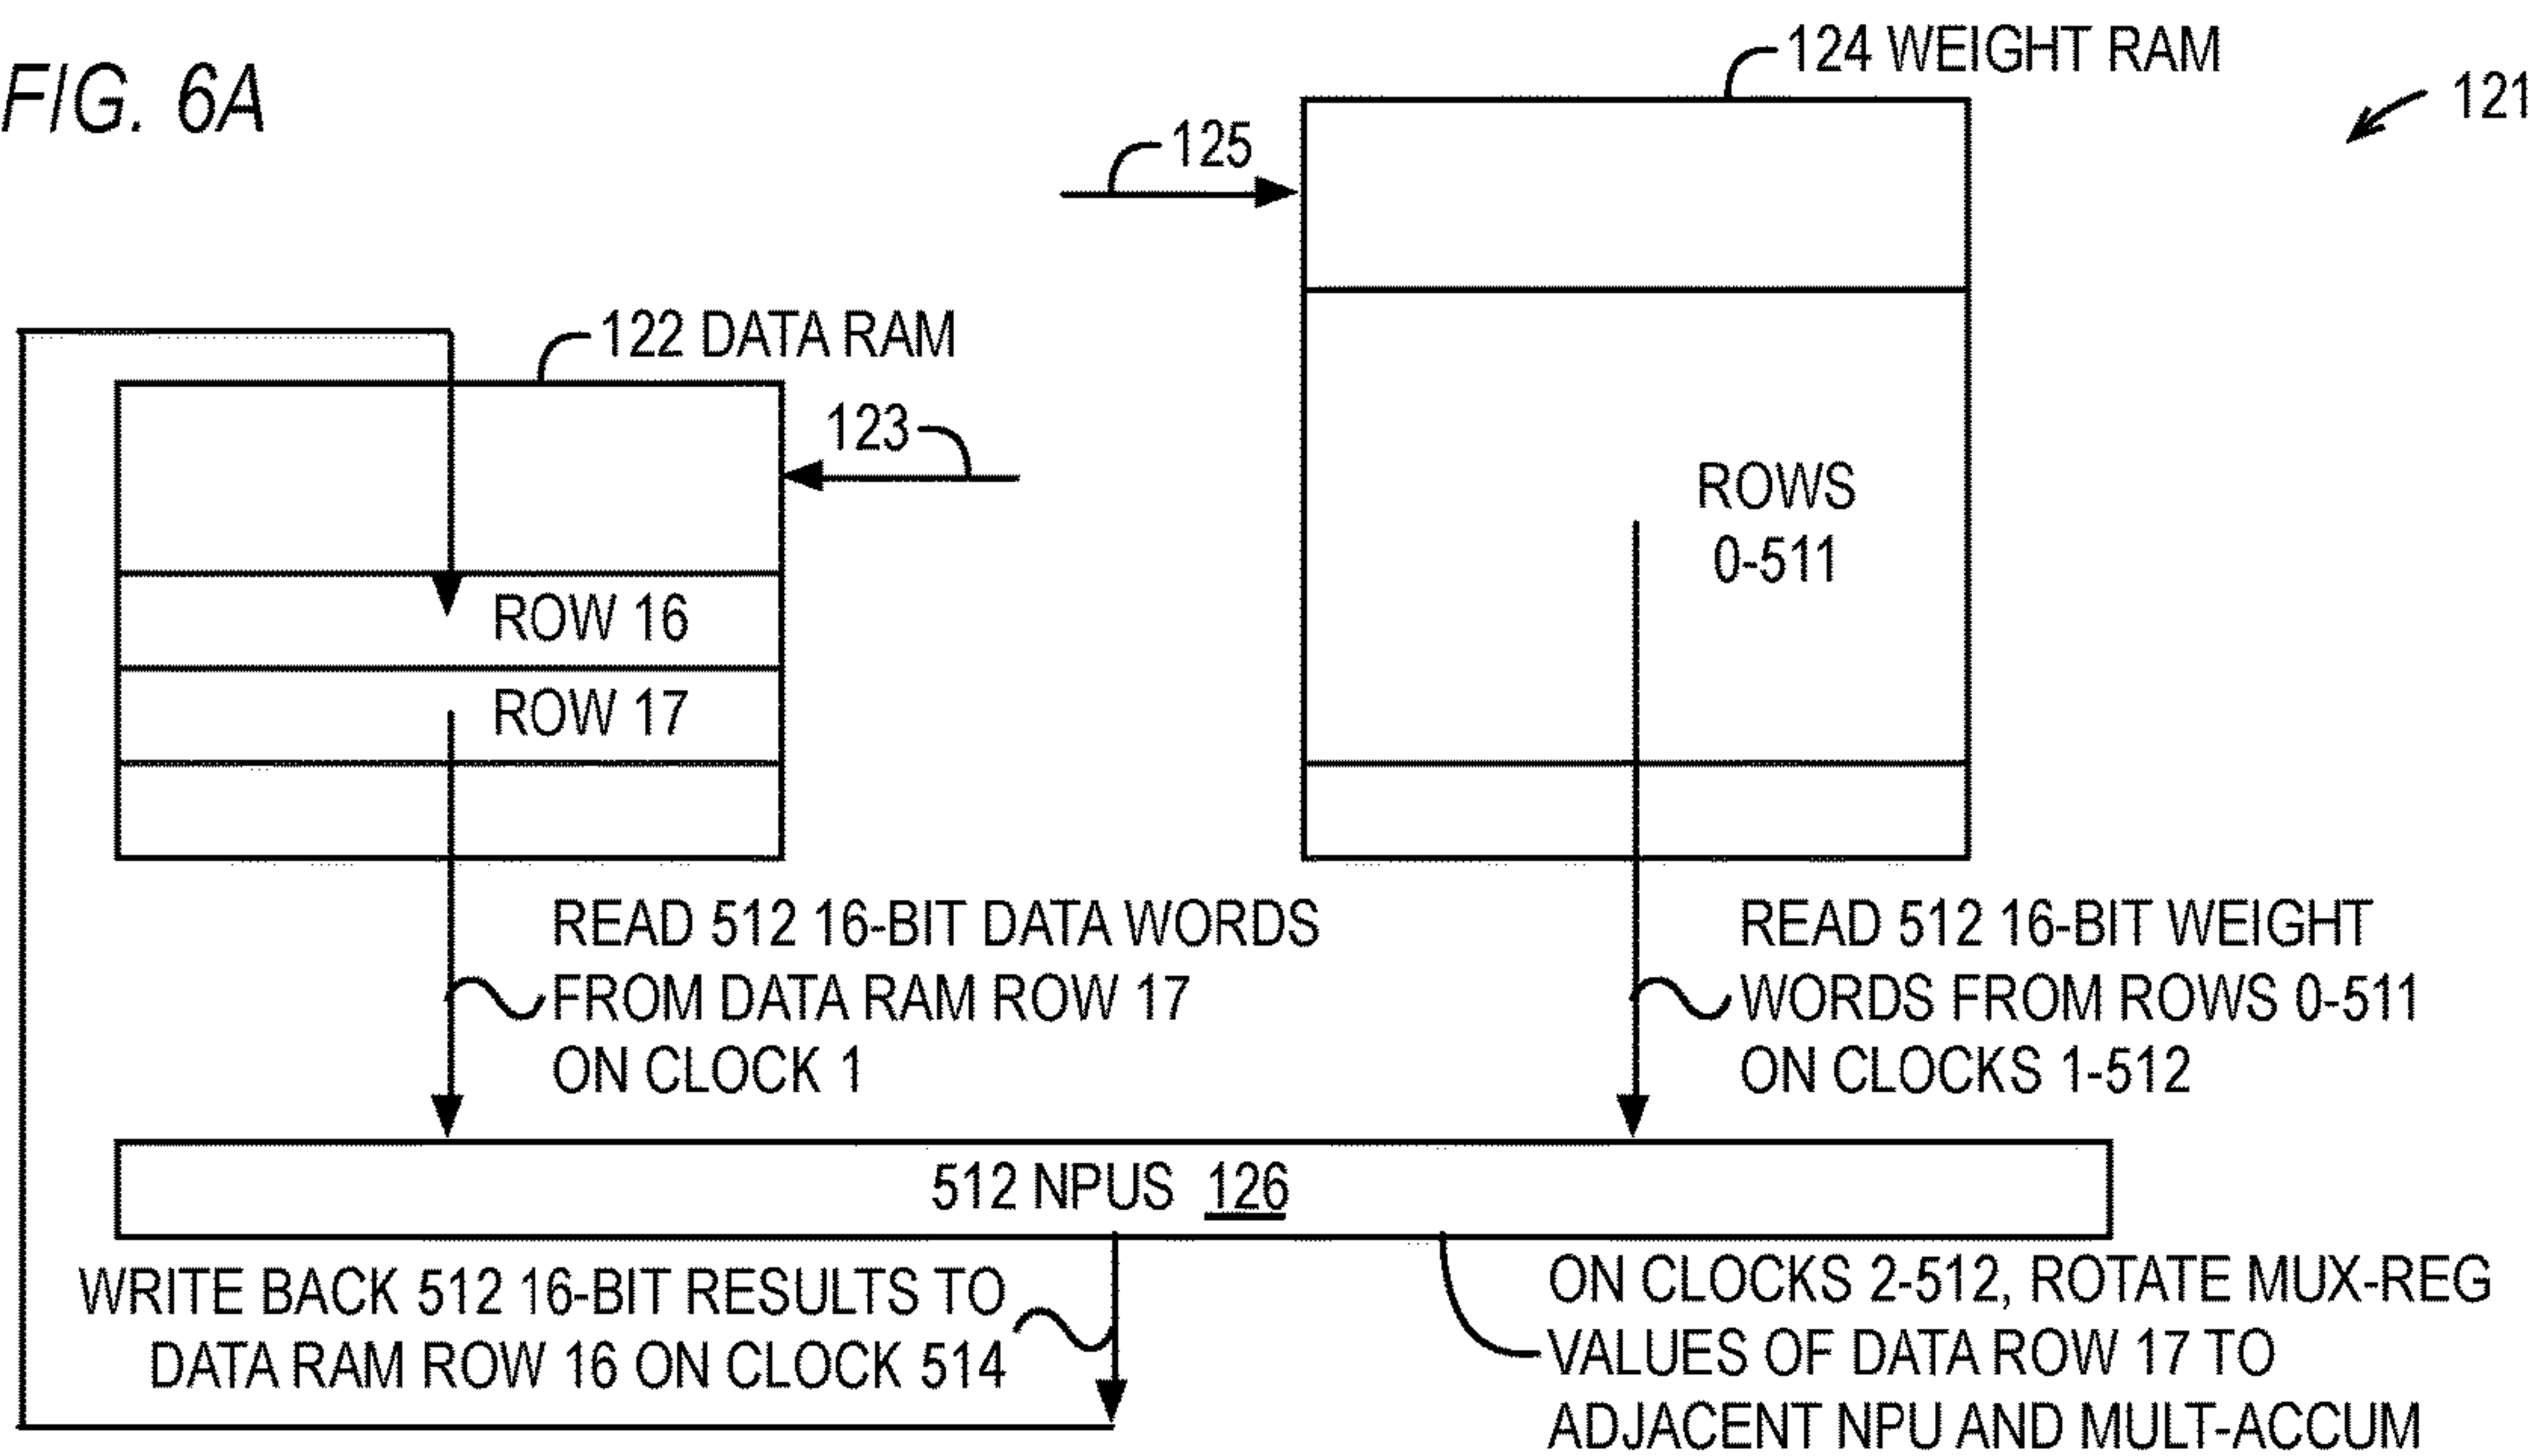 FIG. 6A
124 WEIGHT RAM
121
125
122 DATA RAM
123
ROWS
0-511
ROW 16
ROW 17
READ 512 16-BIT DATA WORDS
FROM DATA RAM ROW 17
ON CLOCK 1
READ 512 16-BIT WEIGHT
WORDS FROM ROWS 0-511
ON CLOCKS 1-512
512 NPUS 126
WRITE BACK 512 16-BIT RESULTS TO
DATA RAM ROW 16 ON CLOCK 514
ON CLOCKS 2-512, ROTATE MUX-REG
VALUES OF DATA ROW 17 TO
ADJACENT NPU AND MULT-ACCUM